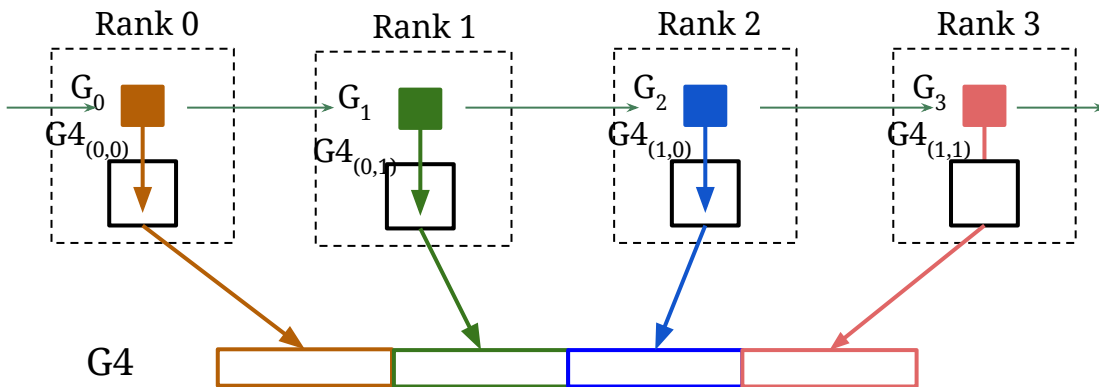 Rank 0
Rank 1
Rank 2
Rank 3
G0
G1
G2
G3
G4(0,0)
G4(0,1)
G4(1,0)
G4(1,1)
G4